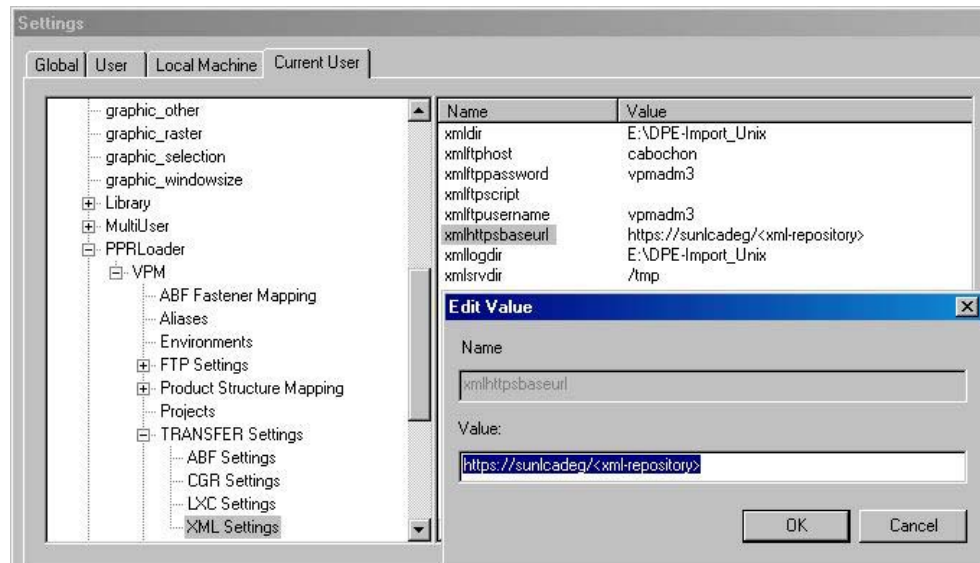 Settings
Global User Local Machine Current User
graphic_other
graphic_raster
graphic_selection
graphic_windowsize
Library
MultiUser
PPRLoader
VPM
ABF Fastener Mapping
Aliases
Environments
FTP Settings
Product Structure Mapping
Projects
TRANSFER Settings
ABF Settings
CGR Settings
LXC Settings
XML Settings
Name Value
xmldir E:\DPE-Import_Unix
xmlftphost cabochon
xmlftppassword vpmadm3
xmlftpscript
xmlftpusername vpmadm3
xmlhttpsbaseurl https://sunlcadeg/<xml-repository>
xmllogdir E:\DPE-Import_Unix
xmlsrvdir /tmp
Edit Value
Name
xmlhttpsbaseurl
Value:
https://sunlcadeg/<xml-repository>
OK Cancel